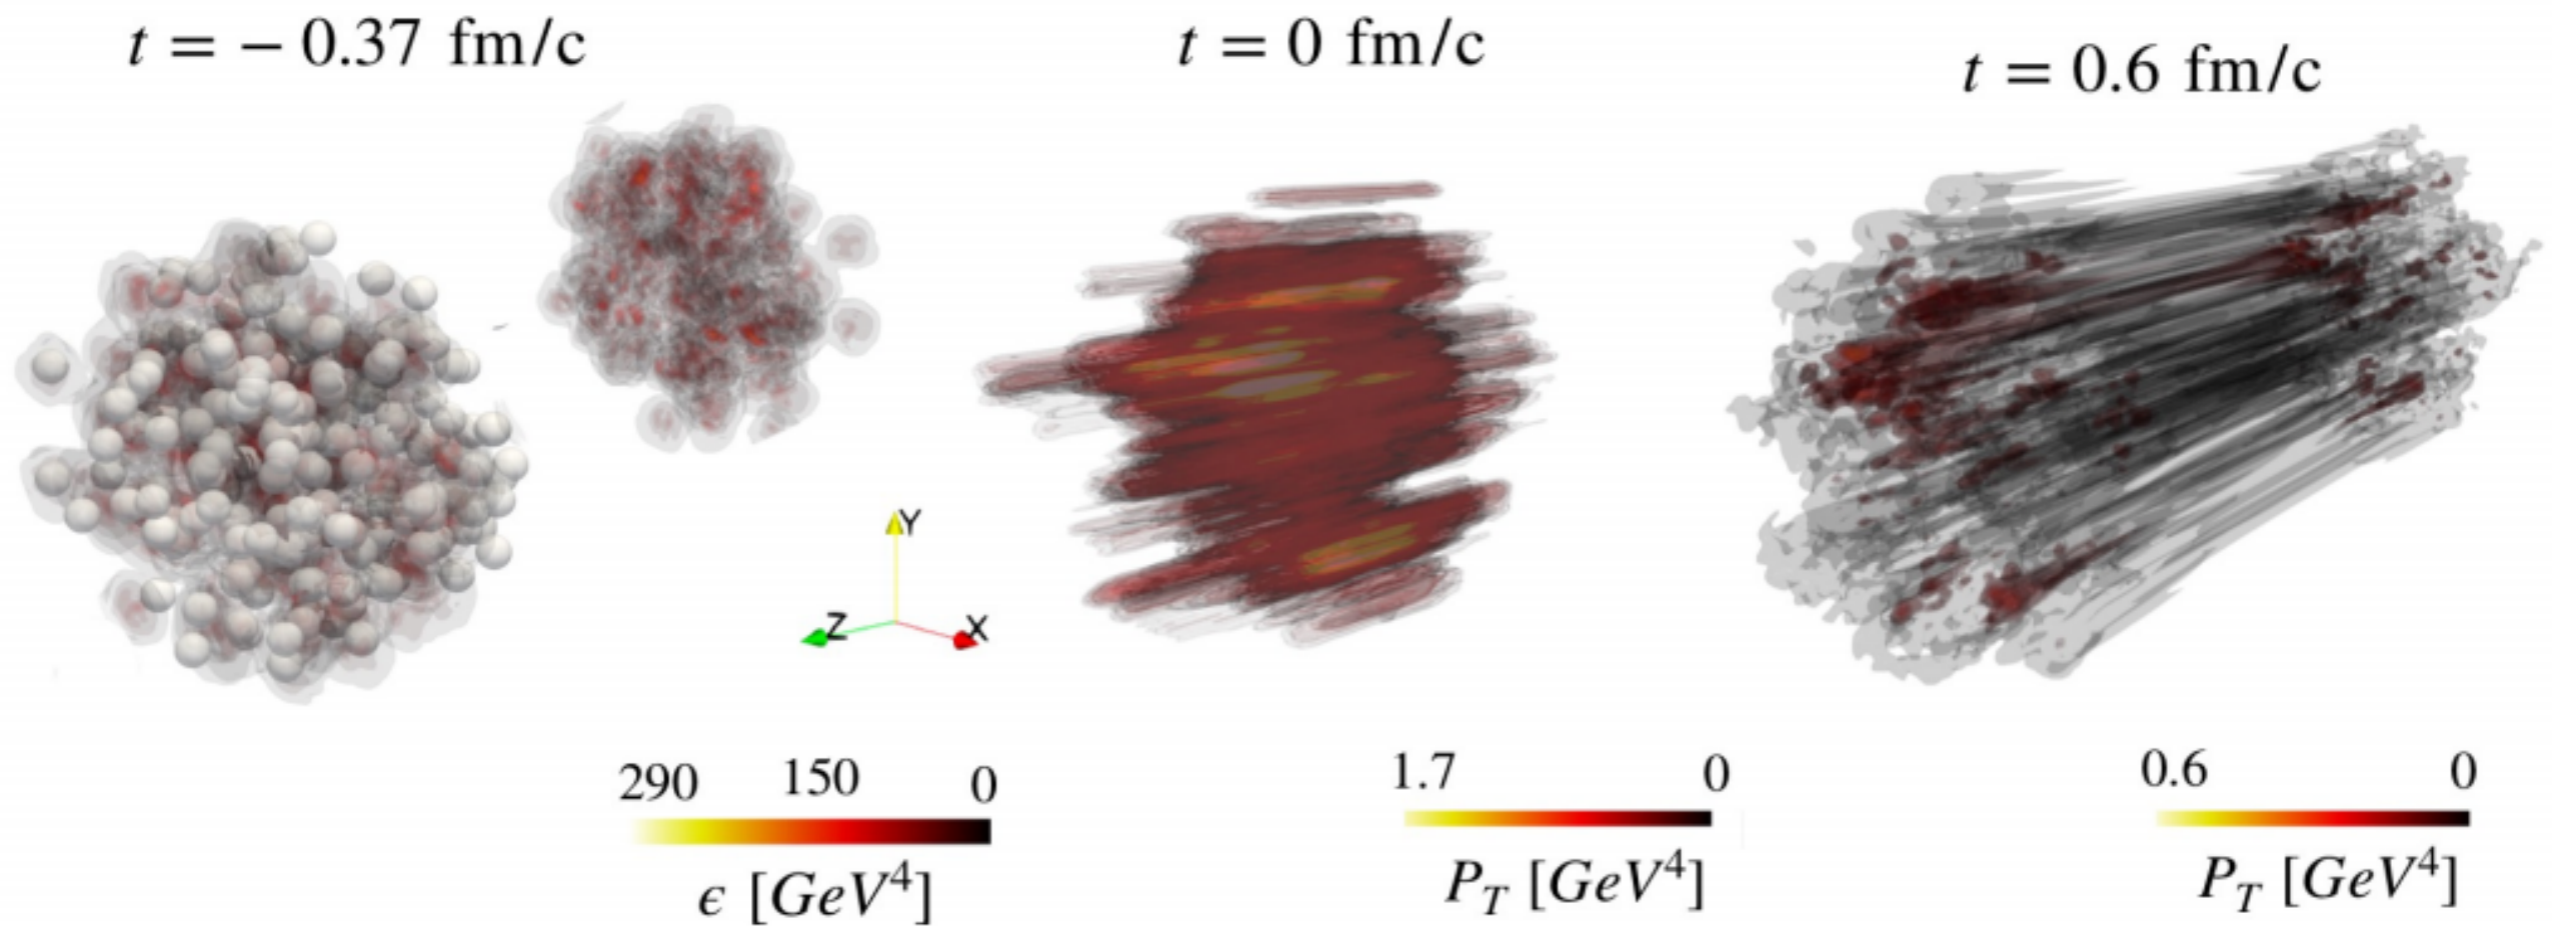 t = − 0.37 fm/c
t = 0 fm/c
t = 0.6 fm/c
Y
Z
X
290 150 0
ϵ [GeV⁴]
1.7 0
P_T [GeV⁴]
0.6 0
P_T [GeV⁴]